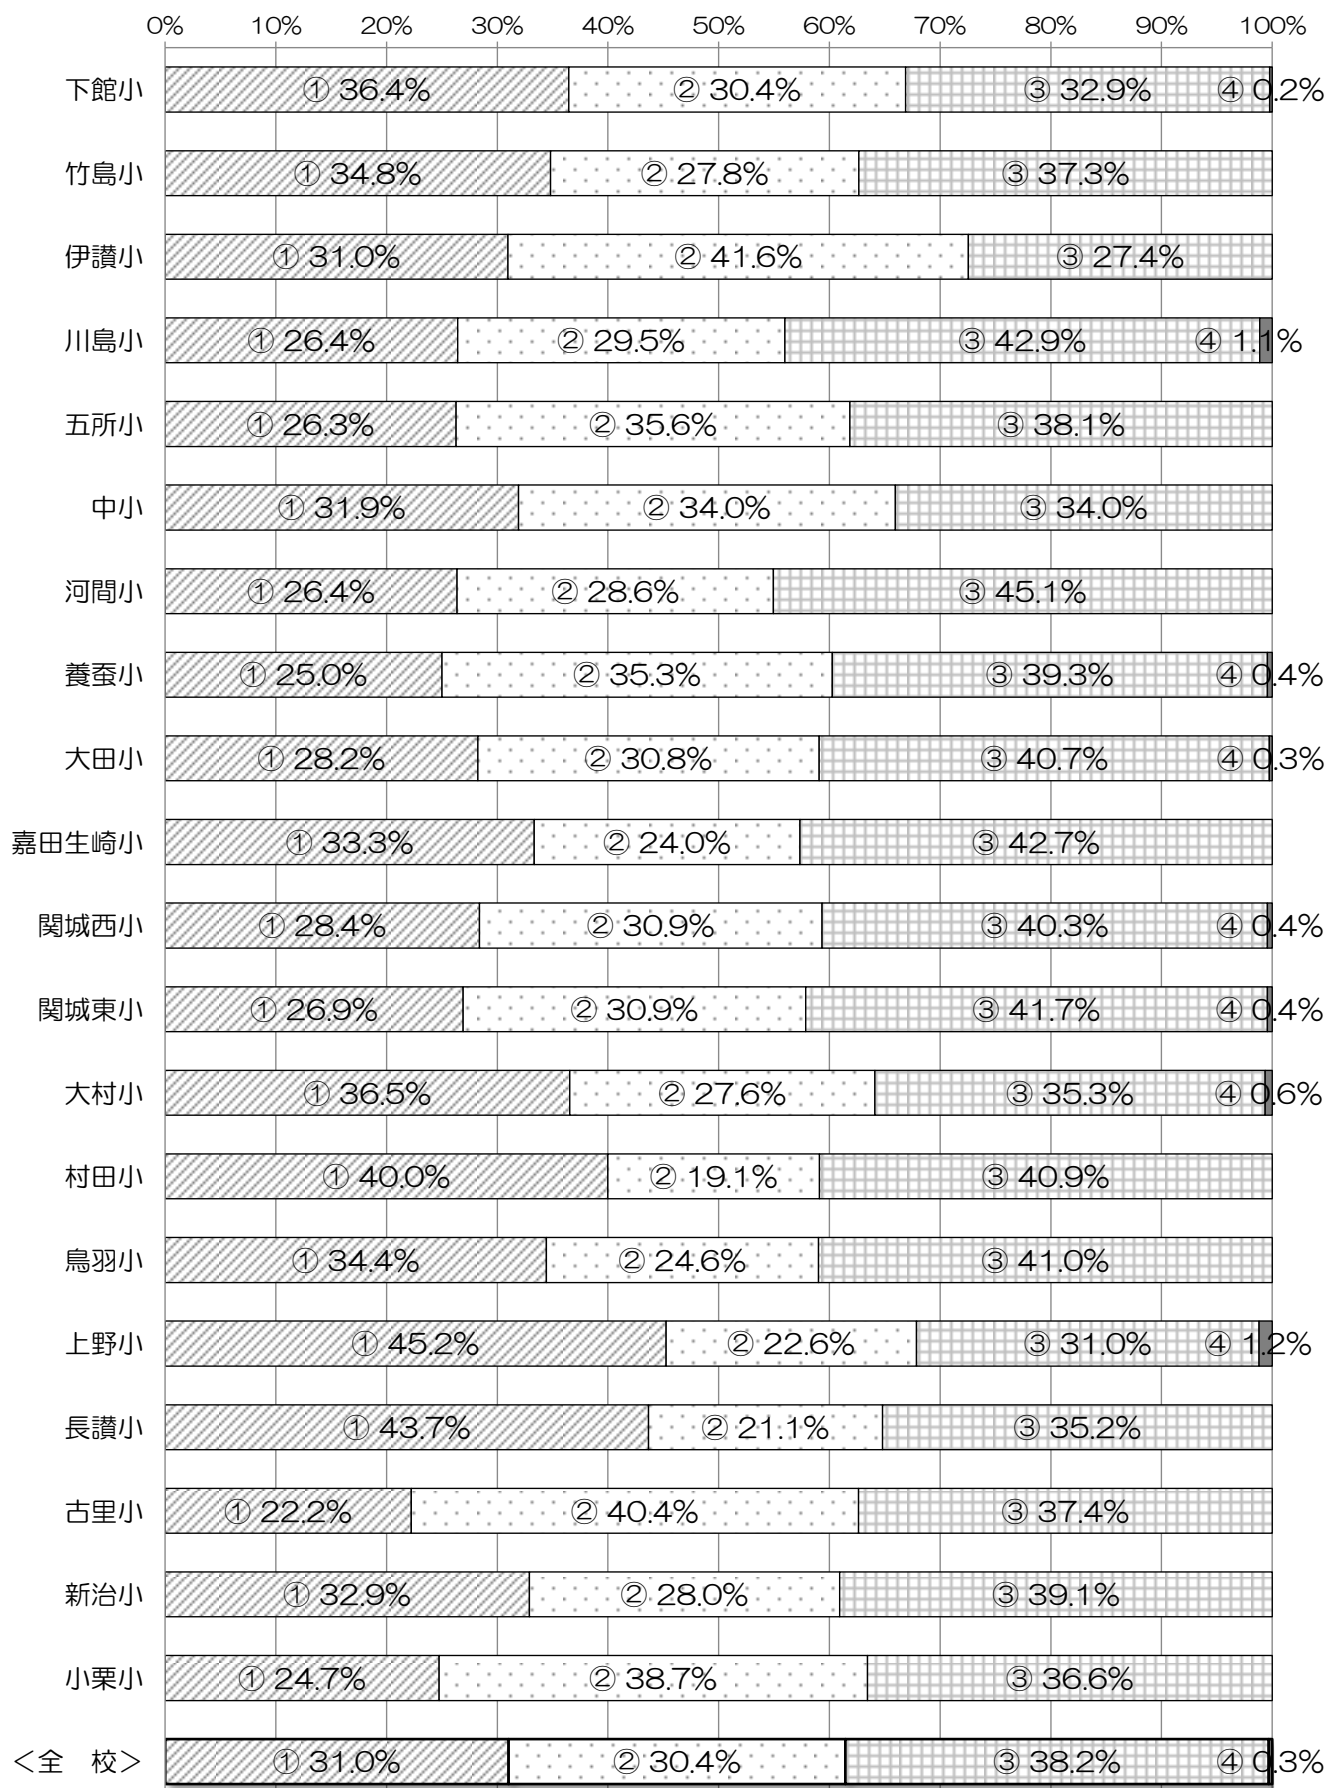 0% 10% 20% 30% 40% 50% 60% 70% 80% 90% 100%
下館小 ① 36.4% ② 30.4% ③ 32.9% ④ 0.2%
竹島小 ① 34.8% ② 27.8% ③ 37.3%
伊讃小 ① 31.0% ② 41.6% ③ 27.4%
川島小 ① 26.4% ② 29.5% ③ 42.9% ④ 1.1%
五所小 ① 26.3% ② 35.6% ③ 38.1%
中小 ① 31.9% ② 34.0% ③ 34.0%
河間小 ① 26.4% ② 28.6% ③ 45.1%
養蚕小 ① 25.0% ② 35.3% ③ 39.3% ④ 0.4%
大田小 ① 28.2% ② 30.8% ③ 40.7% ④ 0.3%
嘉田生崎小 ① 33.3% ② 24.0% ③ 42.7%
関城西小 ① 28.4% ② 30.9% ③ 40.3% ④ 0.4%
関城東小 ① 26.9% ② 30.9% ③ 41.7% ④ 0.4%
大村小 ① 36.5% ② 27.6% ③ 35.3% ④ 0.6%
村田小 ① 40.0% ② 19.1% ③ 40.9%
鳥羽小 ① 34.4% ② 24.6% ③ 41.0%
上野小 ① 45.2% ② 22.6% ③ 31.0% ④ 1.2%
長讃小 ① 43.7% ② 21.1% ③ 35.2%
古里小 ① 22.2% ② 40.4% ③ 37.4%
新治小 ① 32.9% ② 28.0% ③ 39.1%
小栗小 ① 24.7% ② 38.7% ③ 36.6%
＜全　校＞ ① 31.0% ② 30.4% ③ 38.2% ④ 0.3%